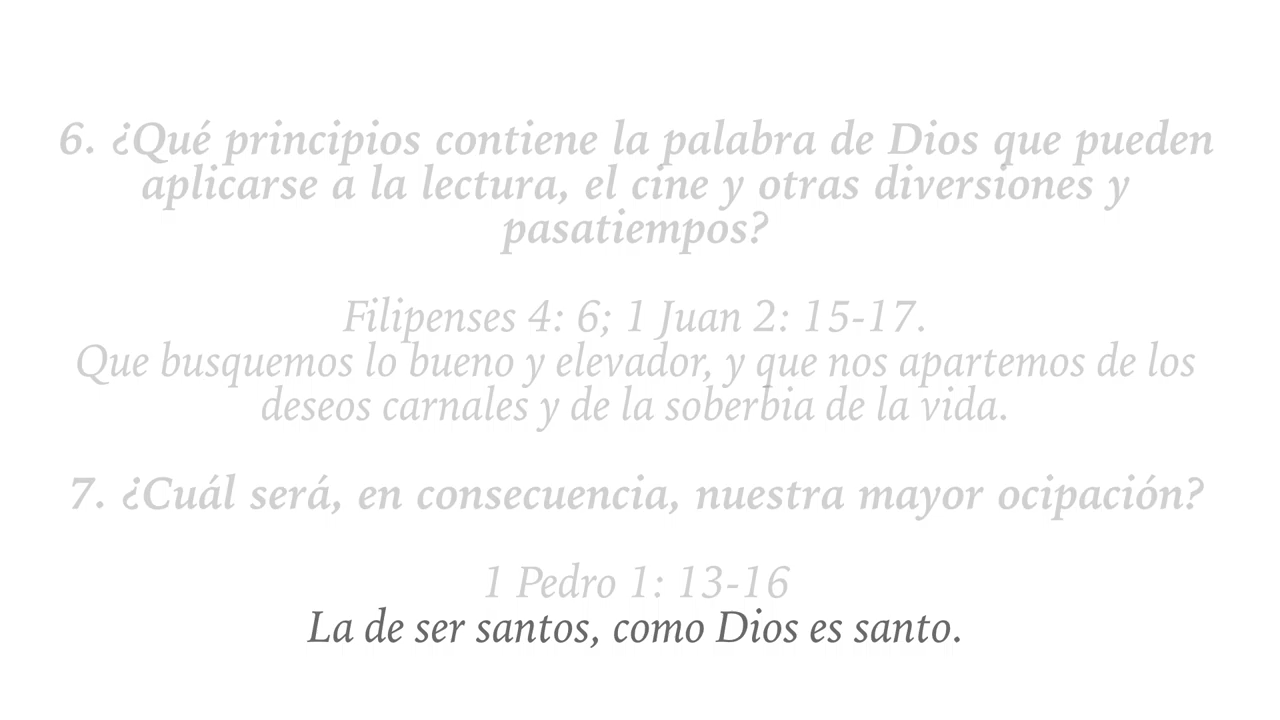 6. ¿Qué principios contiene la palabra de Dios que pueden
aplicarse a la lectura, el cine y otras diversiones y
pasatiempos?
Filipenses 4: 6; 1 Juan 2: 15-17.
Que busquemos lo bueno y elevador, y que nos apartemos de los
deseos carnales y de la soberbia de la vida.
7. ¿Cuál será, en consecuencia, nuestra mayor ocipación?
1 Pedro 1: 13-16
La de ser santos, como Dios es santo.